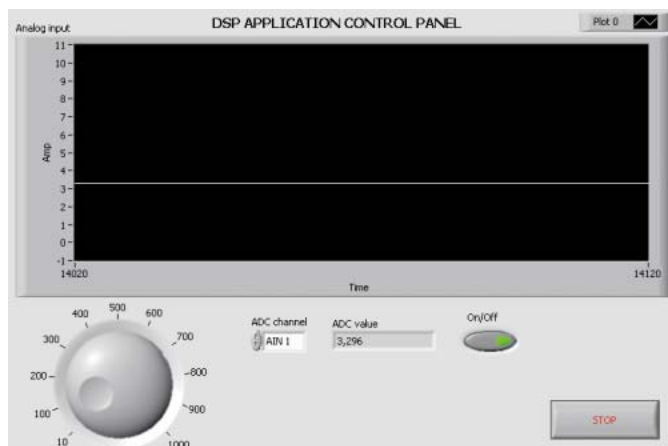 DSP APPLICATION CONTROL PANEL
Plot 0
Analog input
11
10
9
8
7
6
5
4
3
2
1
0
-1
Amp
14020
14120
Time
10
100
200
300
400
500
600
700
800
900
1000
ADC channel
AIN 1
ADC value
3,296
On/Off
STOP